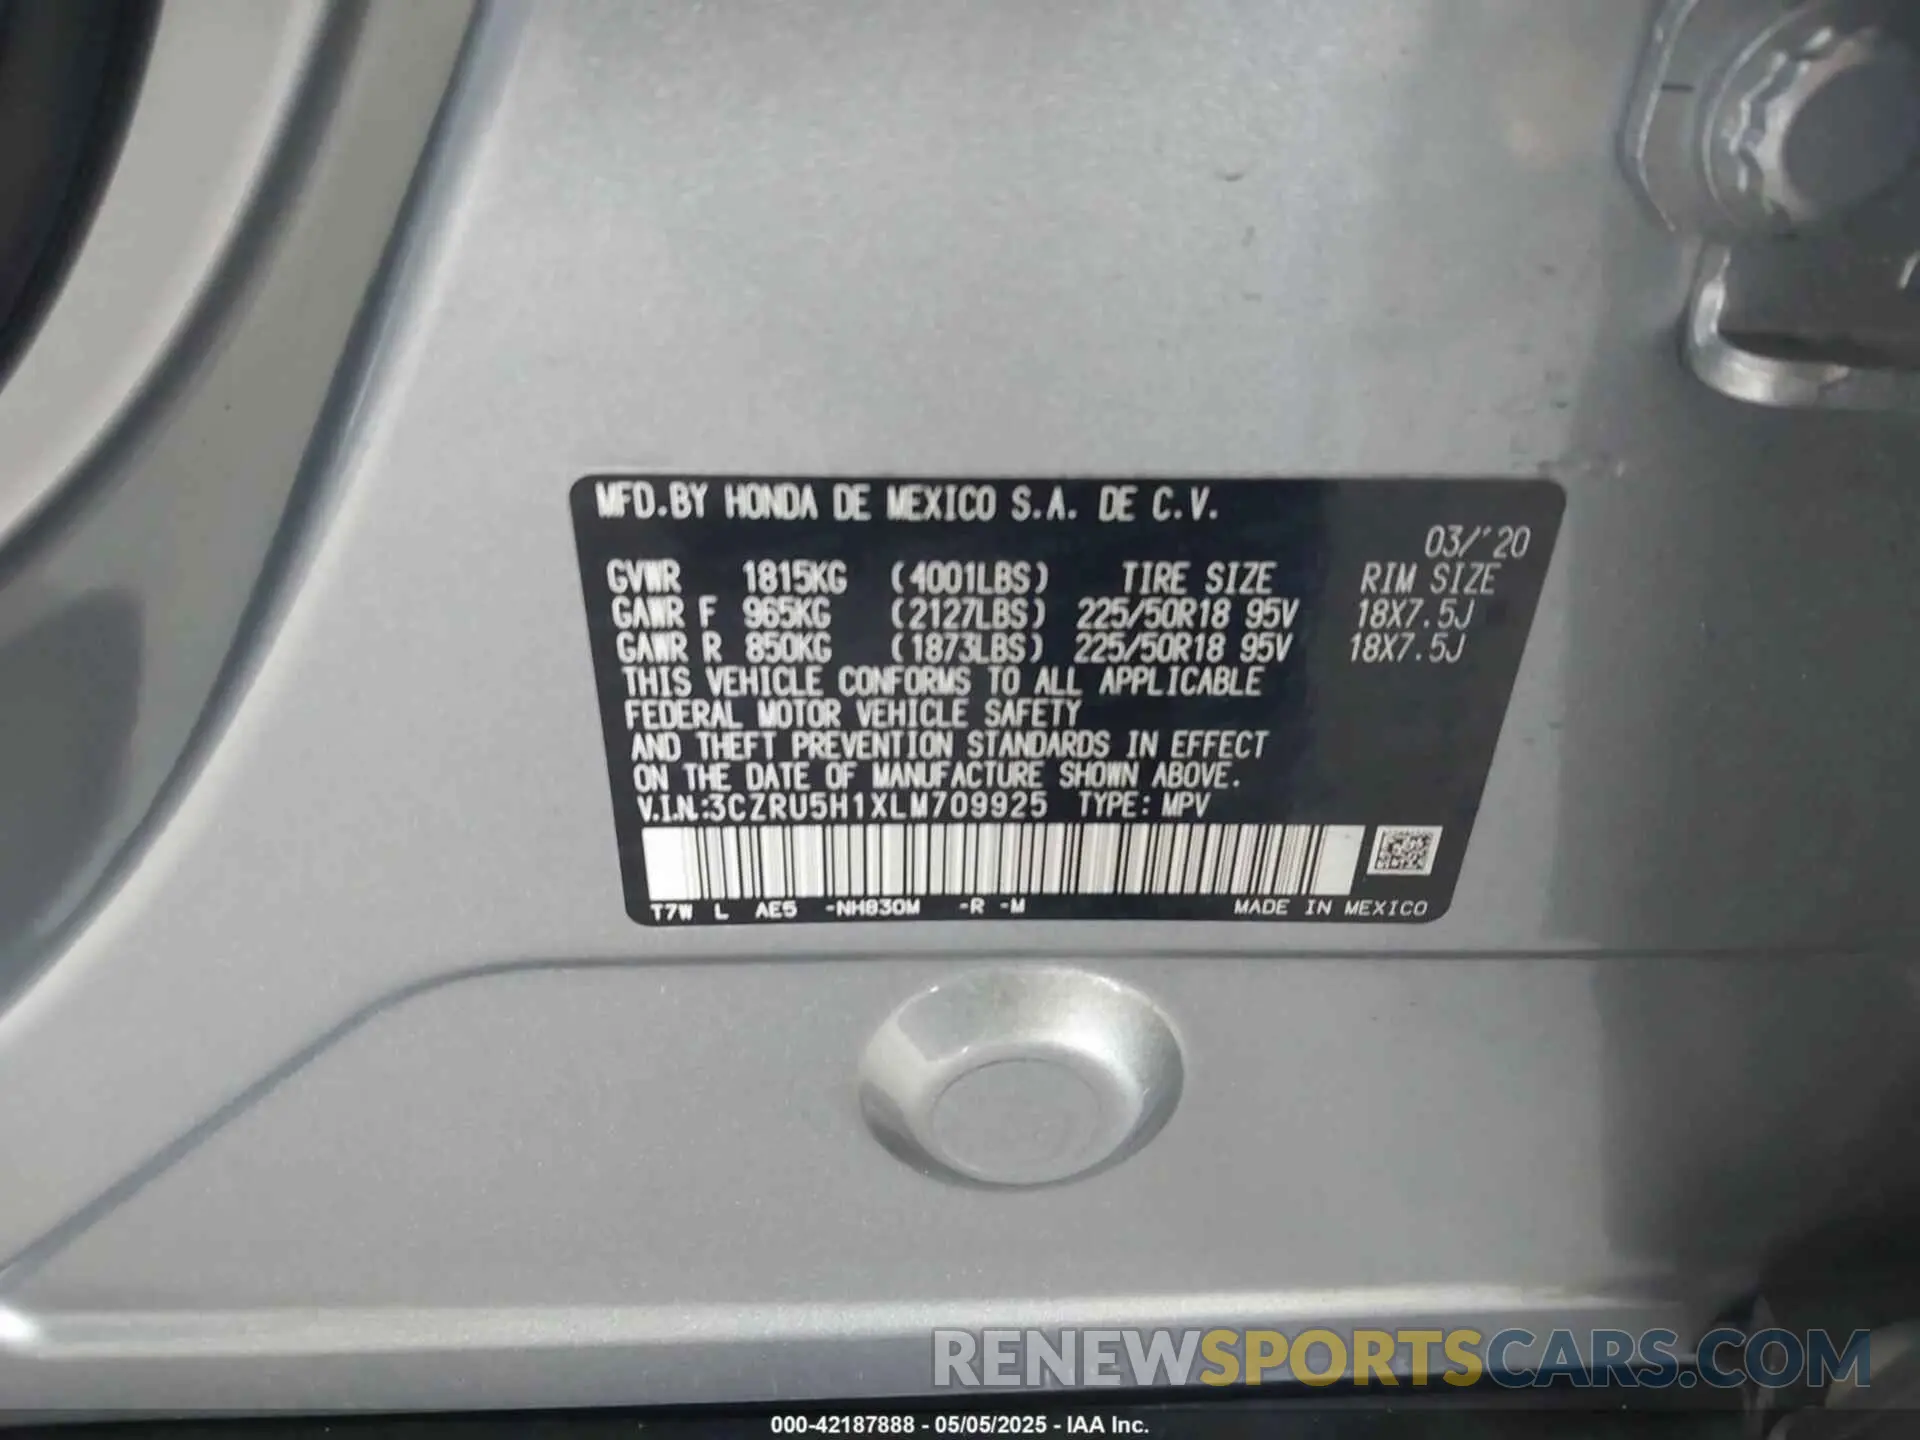 MFD.BY HONDA DE MEXICO S.A. DE C.V.
03/'20
GVWR 1815KG (4001LBS) TIRE SIZE RIM SIZE
GAWR F 965KG (2127LBS) 225/50R18 95V 18X7.5J
GAWR R 850KG (1873LBS) 225/50R18 95V 18X7.5J
THIS VEHICLE CONFORMS TO ALL APPLICABLE
FEDERAL MOTOR VEHICLE SAFETY
AND THEFT PREVENTION STANDARDS IN EFFECT
ON THE DATE OF MANUFACTURE SHOWN ABOVE.
V.I.N.:3CZRU5H1XLM709925 TYPE: MPV
T7W L AE5 -NH830M -R -M MADE IN MEXICO
RENEWSPORTSCARS.COM
000-42187888 - 05/05/2025 - IAA Inc.